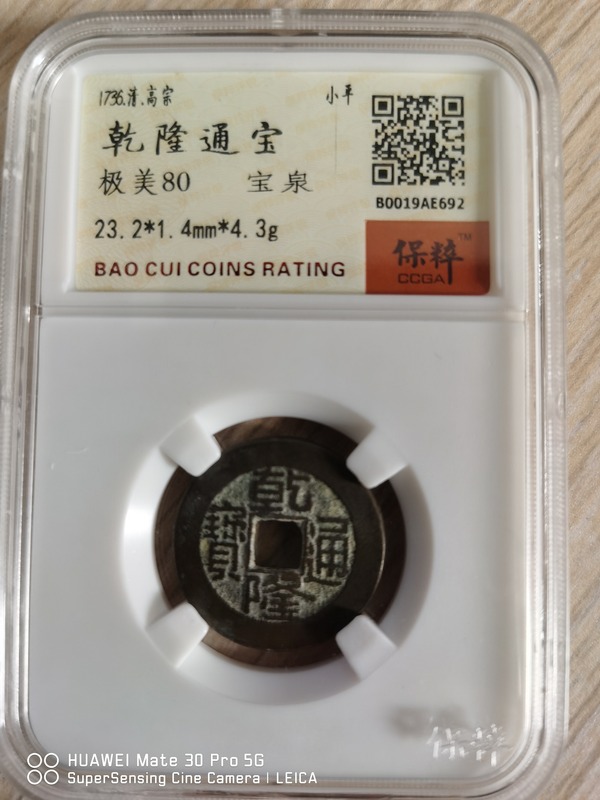 1736.清.高宗 小平
乾隆通宝
极美80 宝泉
B0019AE692
23.2*1.4mm*4.3g
保粹™
CCGA
BAO CUI COINS RATING
乾隆通寶
保粹
HUAWEI Mate 30 Pro 5G
SuperSensing Cine Camera | LEICA